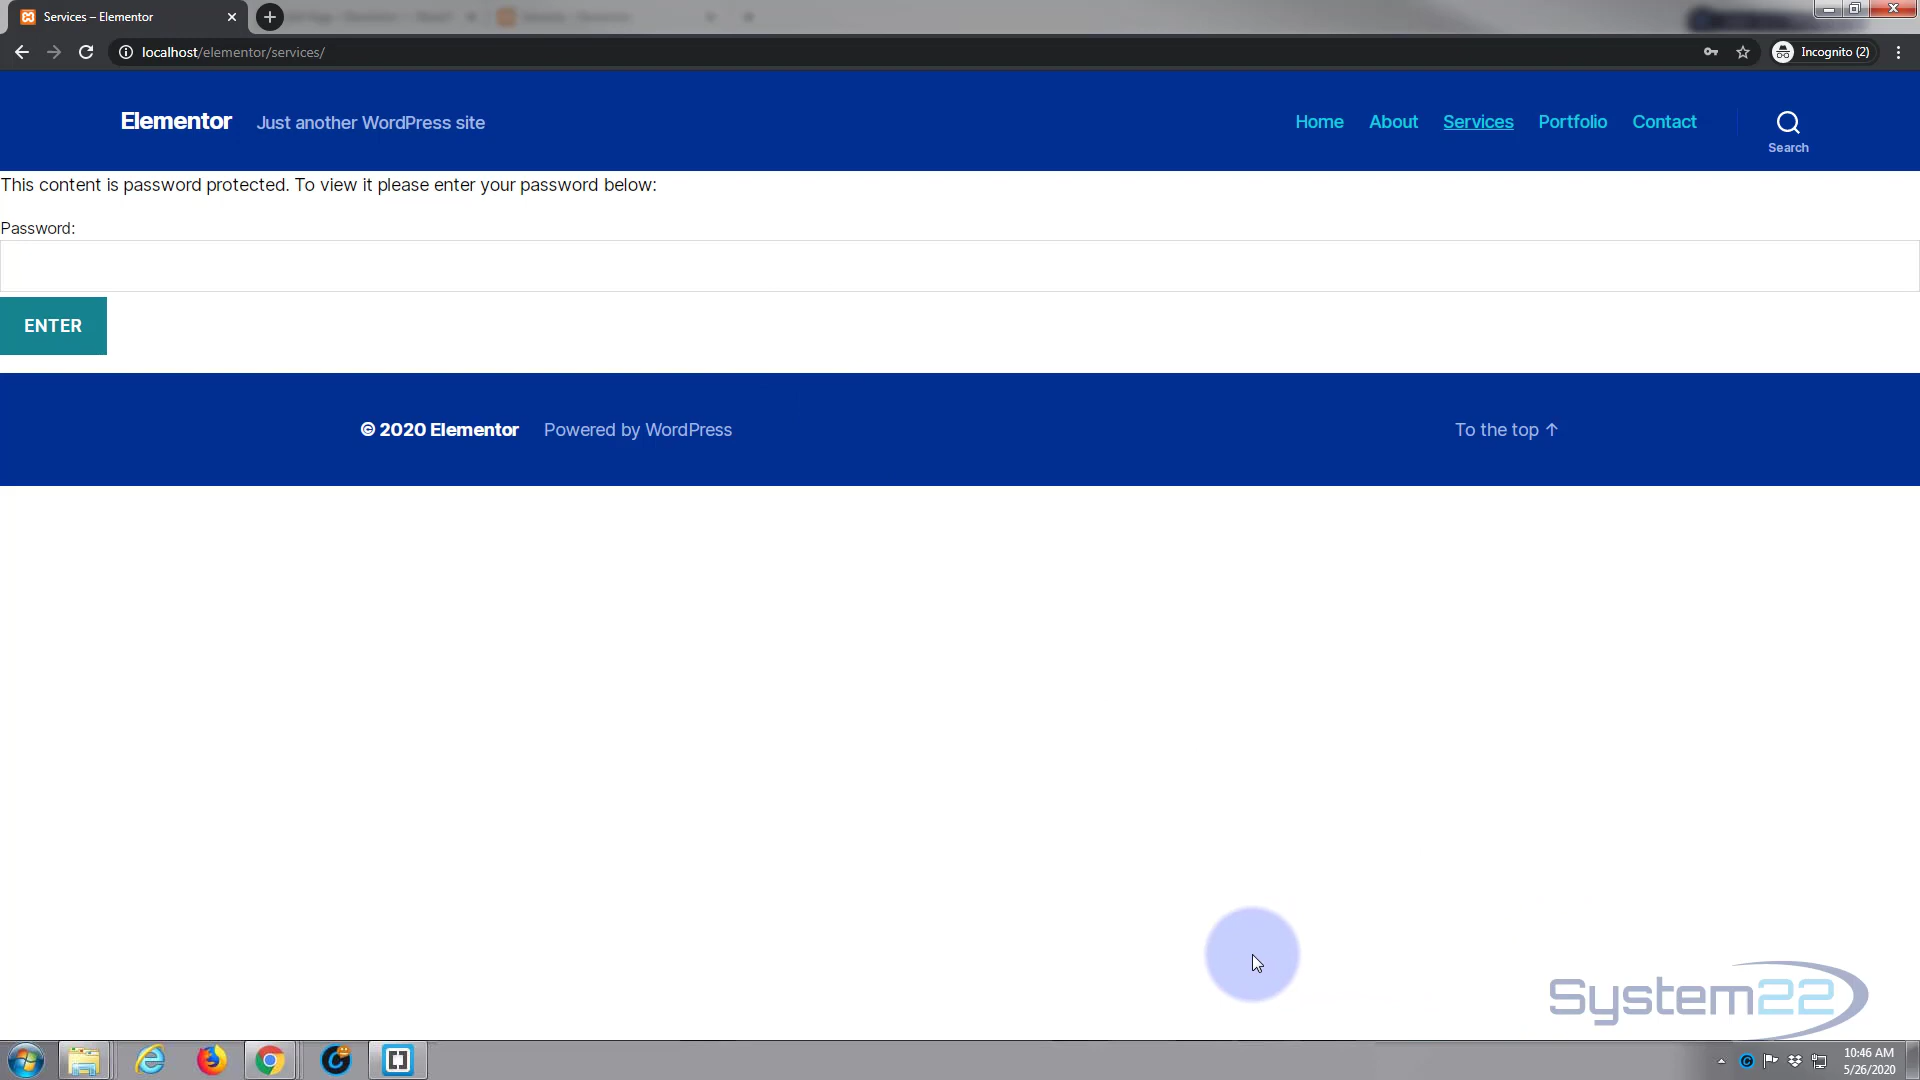 Services – Elementor
localhost/elementor/services/
Incognito (2)
Elementor
Just another WordPress site
Home
About
Services
Portfolio
Contact
Search
This content is password protected. To view it please enter your password below:
Password:
ENTER
© 2020 Elementor
Powered by WordPress
To the top ↑
System22
10:46 AM
5/26/2020